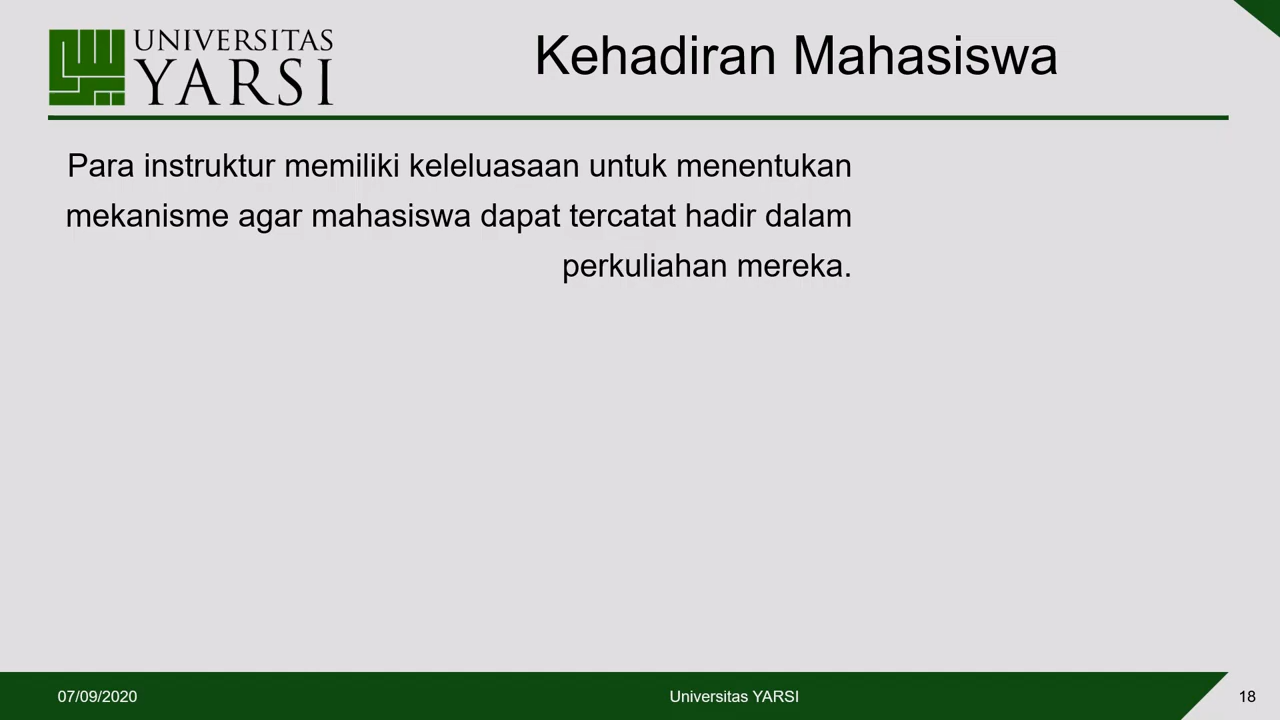 UNIVERSITAS
YARSI
Kehadiran Mahasiswa
Para instruktur memiliki keleluasaan untuk menentukan
mekanisme agar mahasiswa dapat tercatat hadir dalam
perkuliahan mereka.
07/09/2020
Universitas YARSI
18